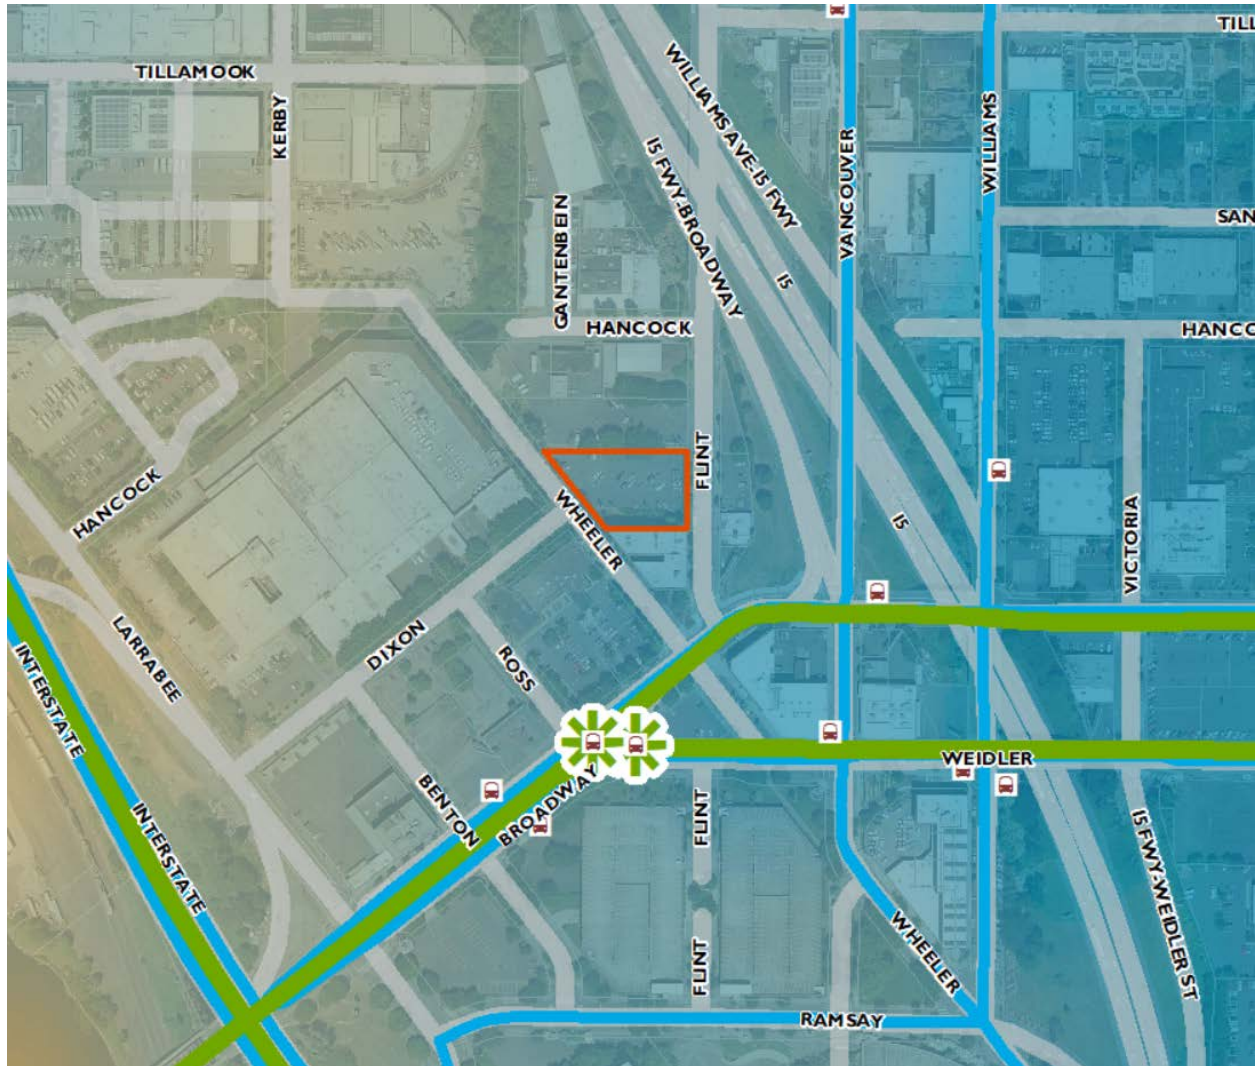 TILL
TILLAMOOK
KERBY
WILLIAMS AVE-I5 FWY
VANCOUVER
WILLIAMS
I5 FWY-BROADWAY
SAN
GANTENBEIN
I5
HANCOCK
HANCO
FLINT
HANCOCK
WHEELER
I5
VICTORIA
LARRABEE
DIXON
ROSS
INTERSTATE
WEIDLER
BENTON
BROADWAY
FLINT
INTERSTATE
I5 FWY-WEIDLER ST
WHEELER
FLINT
RAMSAY